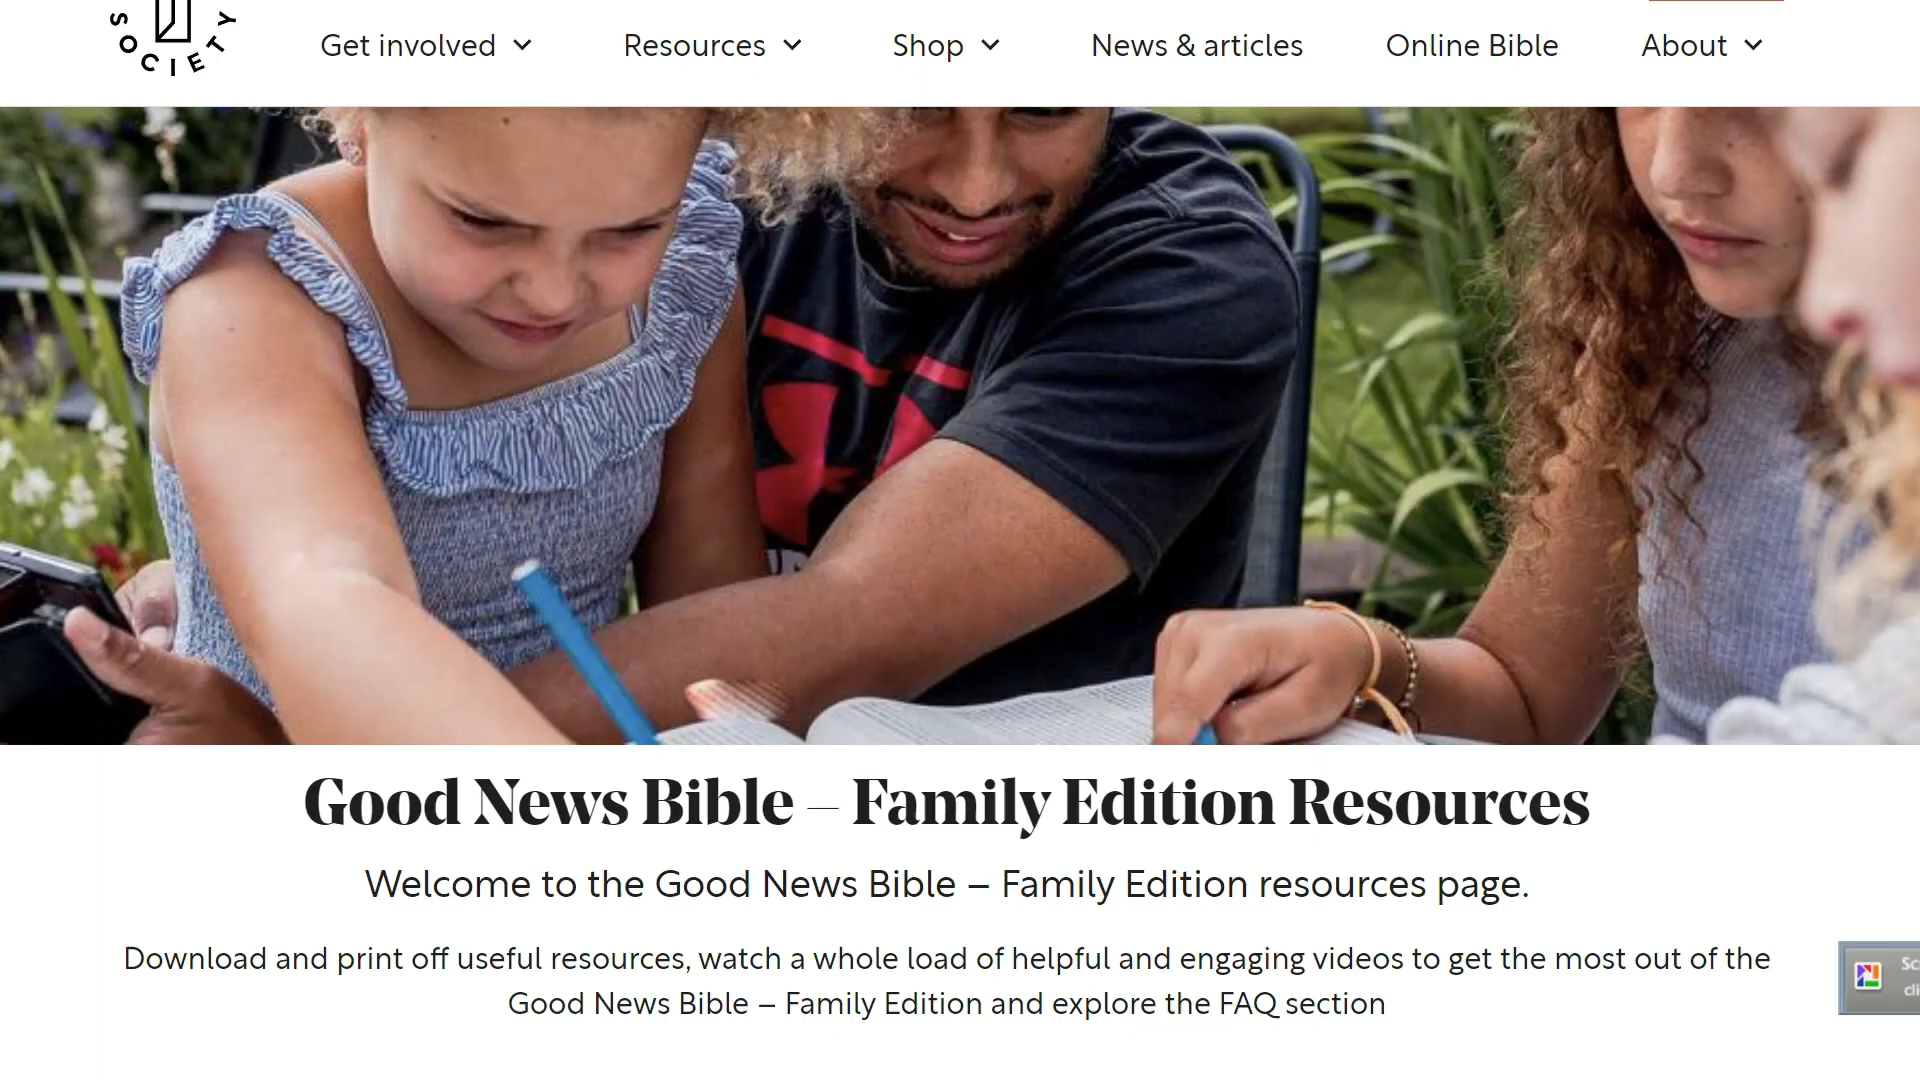 SOCIETY
Get involved
Resources
Shop
News & articles
Online Bible
About
Good News Bible – Family Edition Resources
Welcome to the Good News Bible – Family Edition resources page.
Download and print off useful resources, watch a whole load of helpful and engaging videos to get the most out of the
Good News Bible – Family Edition and explore the FAQ section